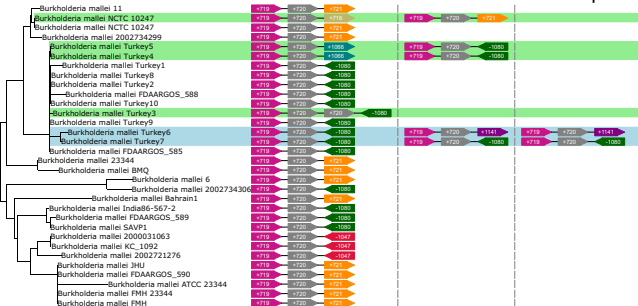 Burkholderia mallei 11 +719 +720 +721
Burkholderia mallei NCTC 10247 +719 +720 +719 +720 +721
Burkholderia mallei NCTC 10247 +719 +720 +721
Burkholderia mallei 2002734299 +719 +720 +721
Burkholderia mallei Turkey5 +719 +720 +1066 +719 +720 -1080
Burkholderia mallei Turkey4 +719 +720 +1066 +719 +720 -1080
Burkholderia mallei Turkey1 +719 +720 -1080
Burkholderia mallei Turkey8 +719 +720 -1080
Burkholderia mallei Turkey2 +719 +720 -1080
Burkholderia mallei FDAARGOS_588 +719 +720 -1080
Burkholderia mallei Turkey10 +719 +720 -1080
Burkholderia mallei Turkey3 +719 +720 +720 -1080
Burkholderia mallei Turkey9 +719 +720 -1080
Burkholderia mallei Turkey6 +719 +720 -1080 +719 +720 +1141 +719 +720 +1141
Burkholderia mallei Turkey7 +719 +720 -1080 +719 +720 -1080 +719 +720 -1080
Burkholderia mallei FDAARGOS_585 +719 +720 -1080
Burkholderia mallei 23344 +719 +720 +721
Burkholderia mallei BMQ +719 +720 +721
Burkholderia mallei 6 +719 +720 +721
Burkholderia mallei 2002734306 +719 +720 -1080
Burkholderia mallei Bahrain1 +719 +720 +721
Burkholderia mallei India86-567-2 +719 +720 -1080
Burkholderia mallei FDAARGOS_589 +719 +720 -1080
Burkholderia mallei SAVP1 +719 +720 -1080
Burkholderia mallei 2000031063 +719 +720 -1047
Burkholderia mallei KC_1092 +719 +720 -1047
Burkholderia mallei 2002721276 +719 +720 -1047
Burkholderia mallei JHU +719 +720 +721
Burkholderia mallei FDAARGOS_590 +719 +720 +721
Burkholderia mallei ATCC 23344 +719 +720 +721
Burkholderia mallei FMH 23344 +719 +720 +721
Burkholderia mallei FMH +719 +720 +721